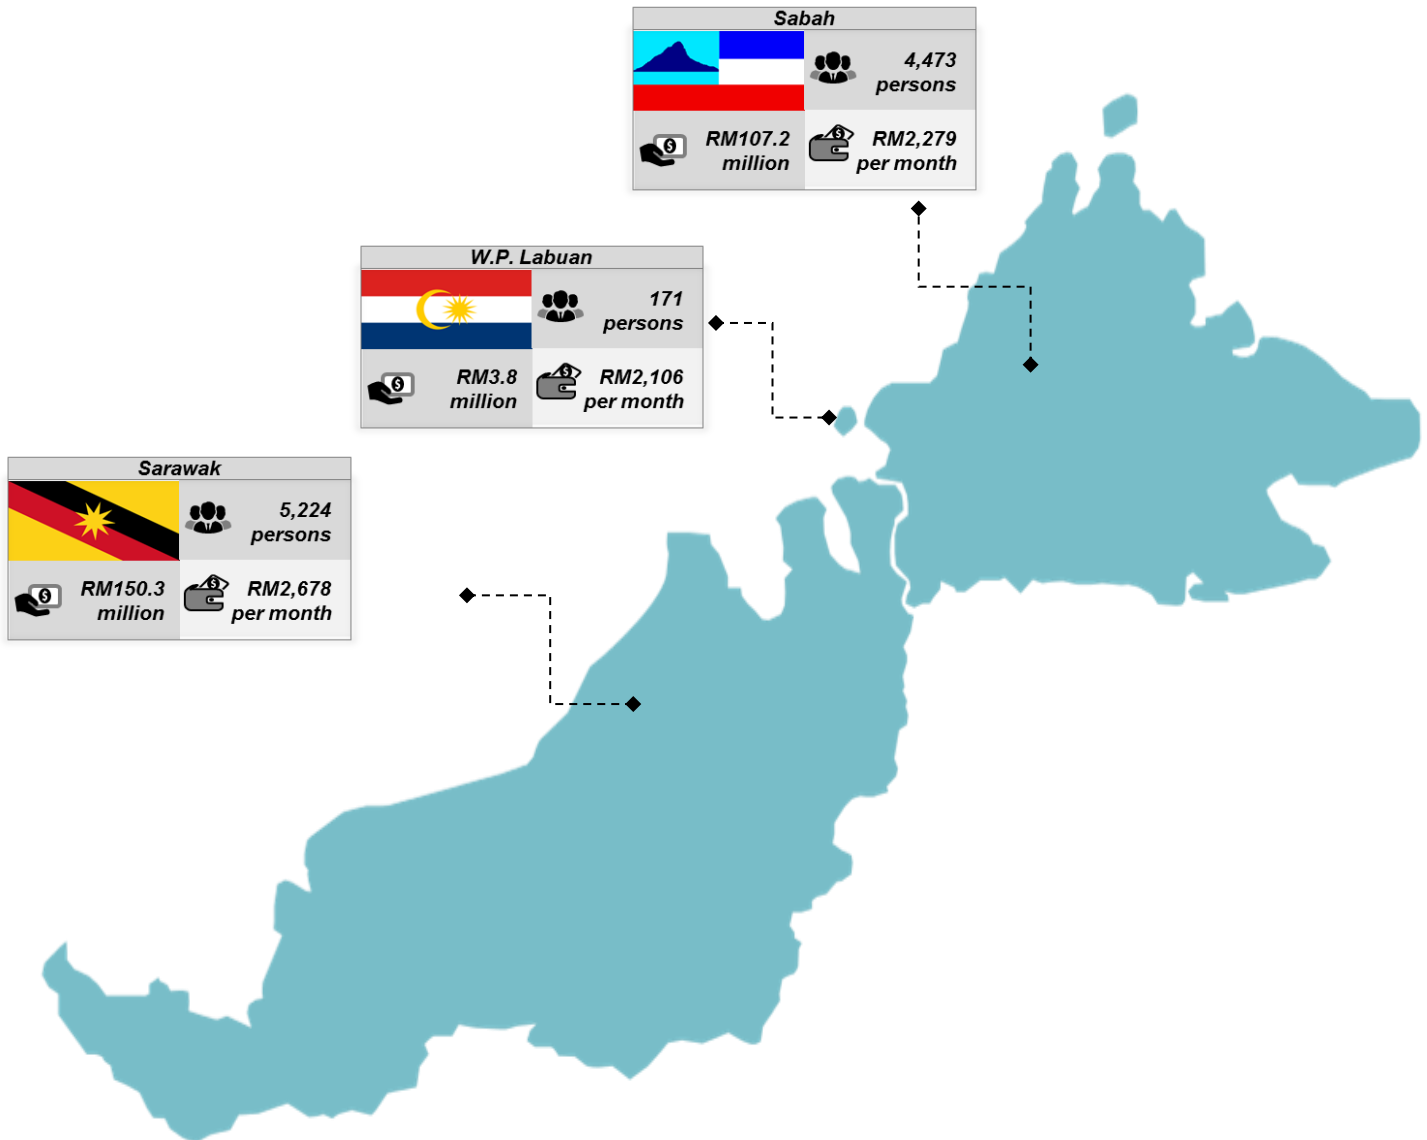 Sabah
4,473
persons
RM107.2
million
RM2,279
per month
W.P. Labuan
171
persons
RM3.8
million
RM2,106
per month
Sarawak
5,224
persons
RM150.3
million
RM2,678
per month